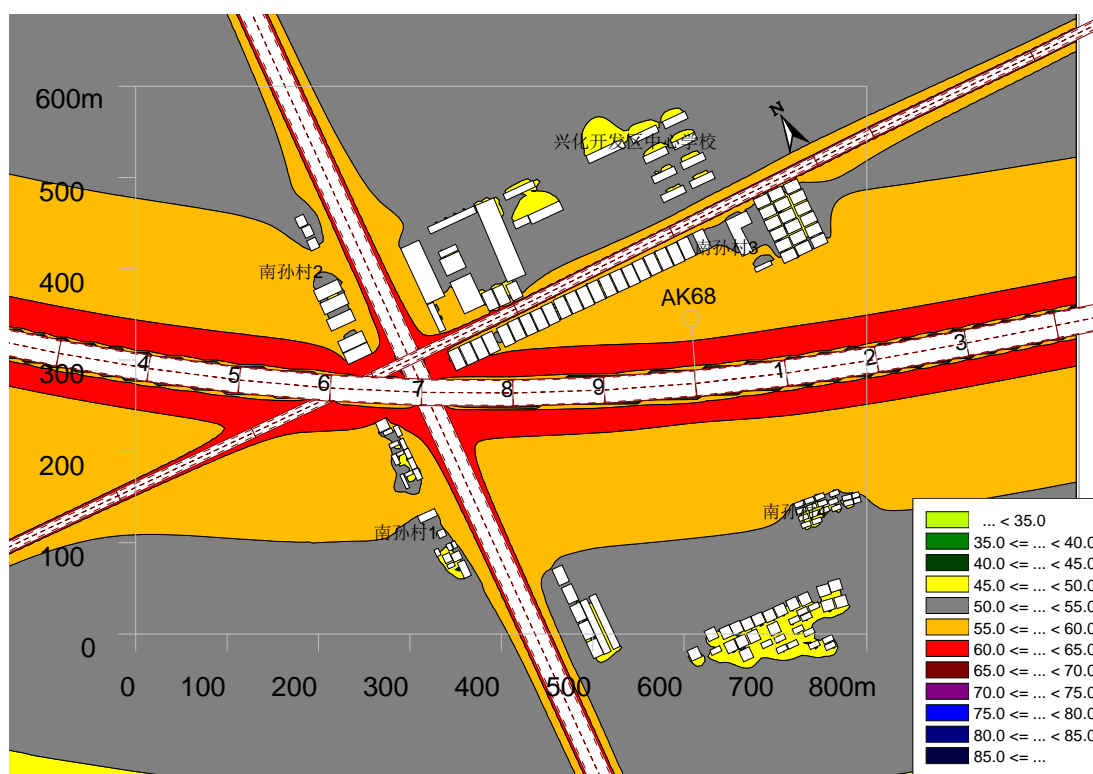 600m
N
兴化开发区中心学校
500
南孙村3
南孙村2
400
AK68
300
4
5
6
7
8
9
1
2
3
200
南孙村4
南孙村1
100
0
0 100 200 300 400 500 600 700 800m
... < 35.0
35.0 <= ... < 40.0
40.0 <= ... < 45.0
45.0 <= ... < 50.0
50.0 <= ... < 55.0
55.0 <= ... < 60.0
60.0 <= ... < 65.0
65.0 <= ... < 70.0
70.0 <= ... < 75.0
75.0 <= ... < 80.0
80.0 <= ... < 85.0
85.0 <= ...